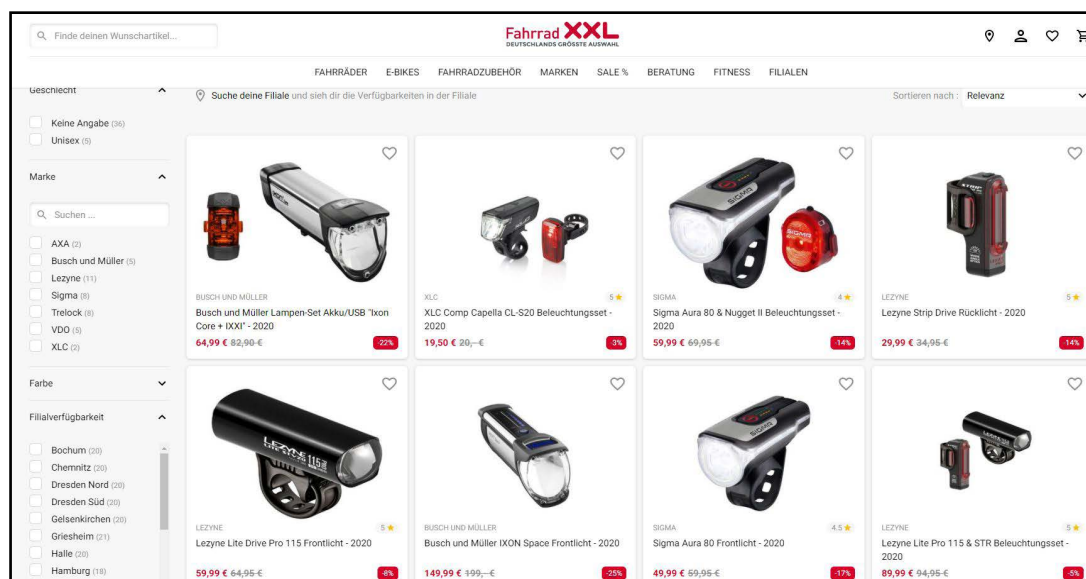 Finde deinen Wunschartikel...
Fahrrad XXL
DEUTSCHLANDS GRÖSSTE AUSWAHL
FAHRRÄDER E-BIKES FAHRRADZUBEHÖR MARKEN SALE % BERATUNG FITNESS FILIALEN
Geschlecht
Keine Angabe (36)
Unisex (5)
Marke
Suchen ...
AXA (2)
Busch und Müller (5)
Lezyne (11)
Sigma (8)
Trelock (8)
VDO (5)
XLC (2)
Farbe
Filialverfügbarkeit
Bochum (20)
Chemnitz (20)
Dresden Nord (20)
Dresden Süd (20)
Gelsenkirchen (20)
Griesheim (21)
Halle (20)
Hamburg (18)
Suche deine Filiale und sieh dir die Verfügbarkeiten in der Filiale
Sortieren nach : Relevanz
BUSCH UND MÜLLER
Busch und Müller Lampen-Set Akku/USB "Ixon
Core + IXXI" - 2020
64,99 € 82,90 € -22%
XLC 5
XLC Comp Capella CL-S20 Beleuchtungsset -
2020
19,50 € 20,-€ -3%
SIGMA
SIGMA
SIGMA 4
Sigma Aura 80 & Nugget II Beleuchtungsset -
2020
59,99 € 69,95 € -14%
STRIP
LEZYNE 5
Lezyne Strip Drive Rücklicht - 2020
29,99 € 34,95 € -14%
LEZYNE 115
LEZYNE 5
Lezyne Lite Drive Pro 115 Frontlicht - 2020
59,99 € 64,95 € -8%
BUSCH UND MÜLLER
Busch und Müller IXON Space Frontlicht - 2020
149,99 € 199,-€ -25%
SIGMA
SIGMA 4.5
Sigma Aura 80 Frontlicht - 2020
49,99 € 59,95 € -17%
LEZYNE 5
Lezyne Lite Pro 115 & STR Beleuchtungsset -
2020
89,99 € 94,95 € -5%